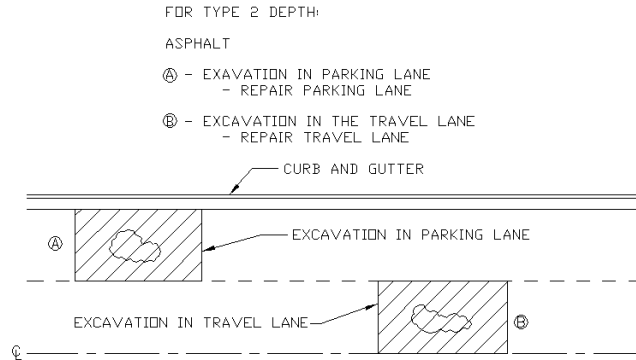 FOR TYPE 2 DEPTH:
ASPHALT
Ⓐ - EXAVATION IN PARKING LANE
- REPAIR PARKING LANE
Ⓑ - EXCAVATION IN THE TRAVEL LANE
- REPAIR TRAVEL LANE
CURB AND GUTTER
Ⓐ
EXCAVATION IN PARKING LANE
EXCAVATION IN TRAVEL LANE
Ⓑ
℄